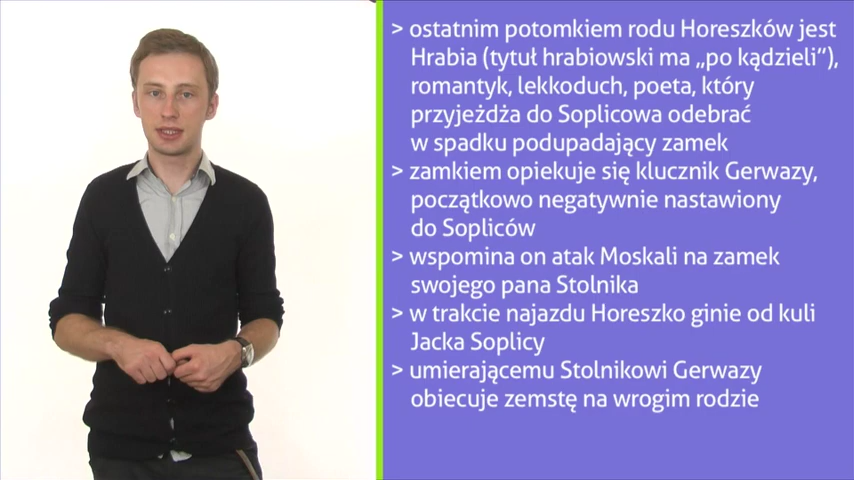 > ostatnim potomkiem rodu Horeszków jest
Hrabia (tytuł hrabiowski ma „po kądzieli”),
romantyk, lekkoduch, poeta, który
przyjeżdża do Soplicowa odebrać
w spadku podupadający zamek
> zamkiem opiekuje się klucznik Gerwazy,
początkowo negatywnie nastawiony
do Sopliców
> wspomina on atak Moskali na zamek
swojego pana Stolnika
> w trakcie najazdu Horeszko ginie od kuli
Jacka Soplicy
> umierającemu Stolnikowi Gerwazy
obiecuje zemstę na wrogim rodzie